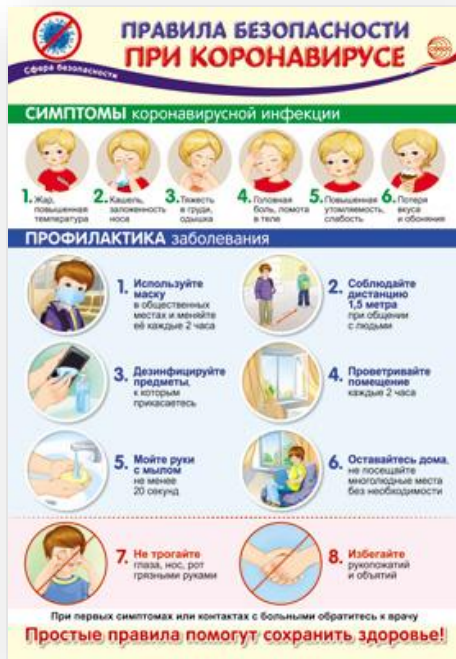 ПРАВИЛА БЕЗОПАСНОСТИ
ПРИ КОРОНАВИРУСЕ
Сфера безопасности
СФЕРА
СИМПТОМЫ коронавирусной инфекции
1. Жар,
повышенная
температура
2. Кашель,
заложенность
носа
3. Тяжесть
в груди,
одышка
4. Головная
боль, ломота
в теле
5. Повышенная
утомляемость,
слабость
6. Потеря
вкуса
и обоняния
ПРОФИЛАКТИКА заболевания
1. Используйте
маску
в общественных
местах и меняйте
её каждые 2 часа
2. Соблюдайте
дистанцию
1,5 метра
при общении
с людьми
3. Дезинфицируйте
предметы,
к которым
прикасаетесь
4. Проветривайте
помещение
каждые 2 часа
5. Мойте руки
с мылом
не менее
20 секунд
6. Оставайтесь дома,
не посещайте
многолюдные места
без необходимости
7. Не трогайте
глаза, нос, рот
грязными руками
8. Избегайте
рукопожатий
и объятий
При первых симптомах или контактах с больными обратитесь к врачу
Простые правила помогут сохранить здоровье!